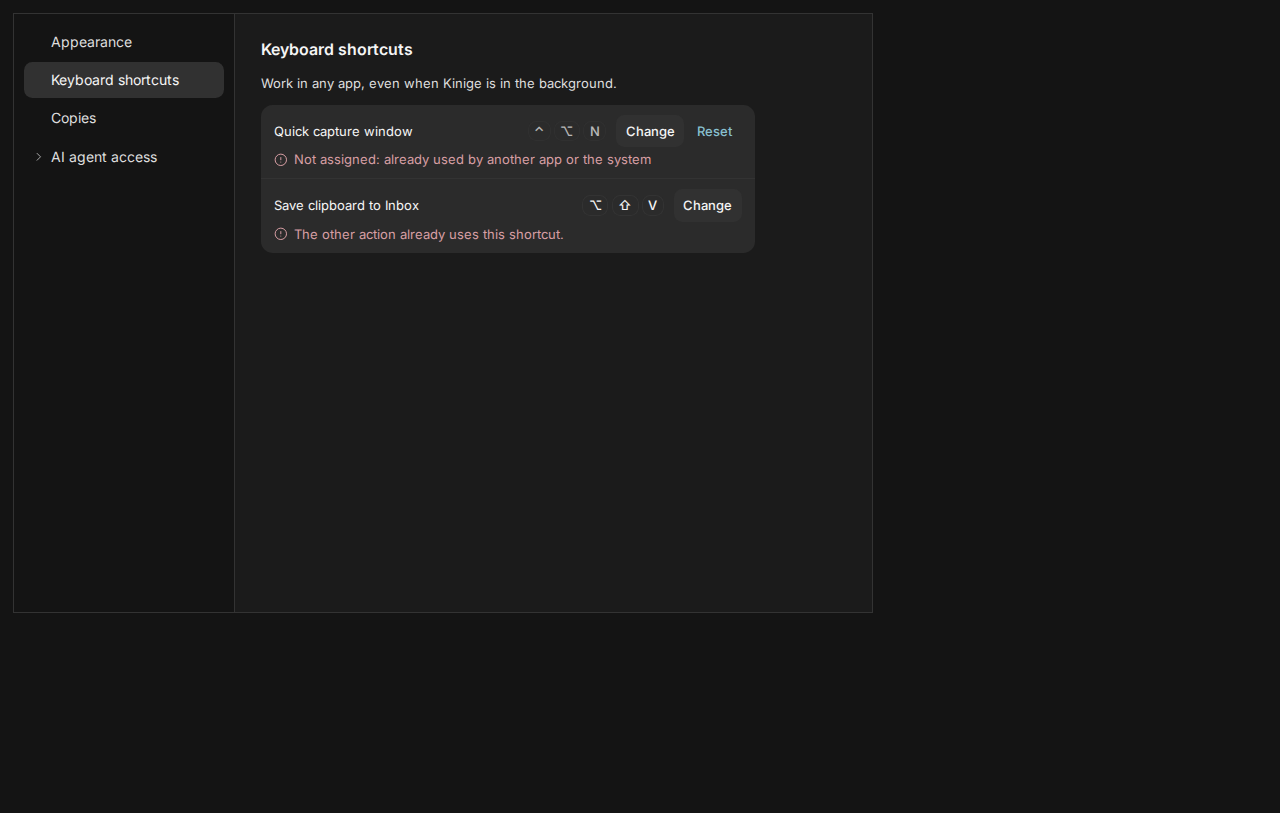 Appearance
Keyboard shortcuts
Copies
AI agent access
Keyboard shortcuts
Work in any app, even when Kinige is in the background.
Quick capture window ⌃ ⌥ N Change Reset
Not assigned: already used by another app or the system
Save clipboard to Inbox ⌥ ⇧ V Change
The other action already uses this shortcut.